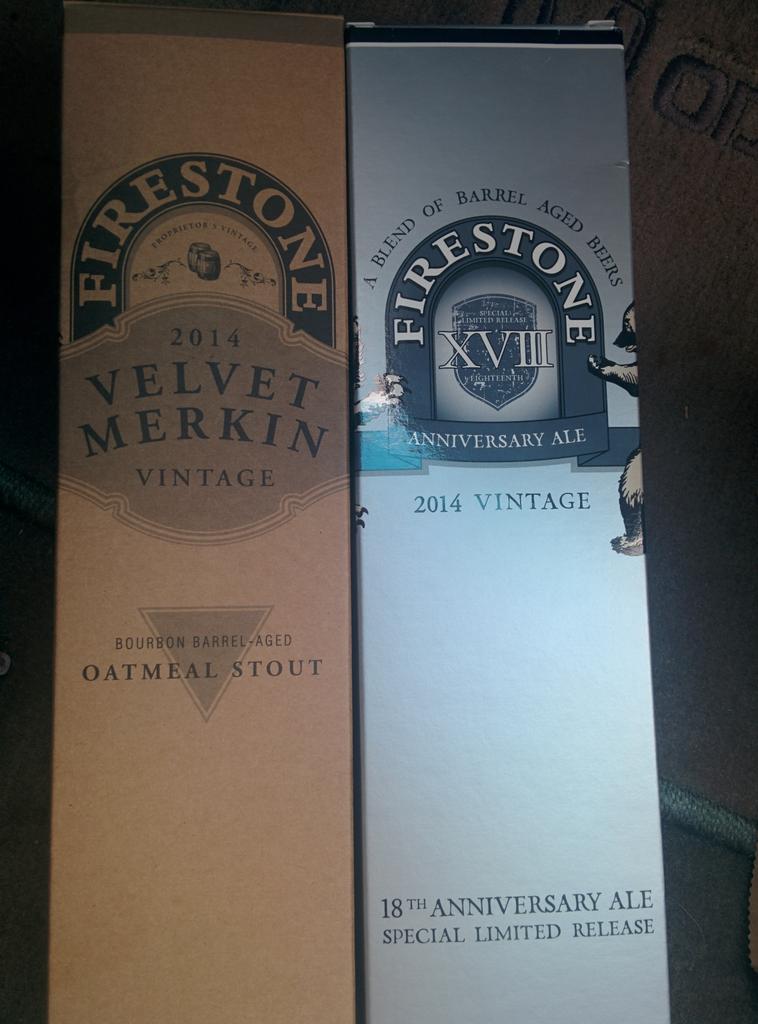 FIRESTONE
PROPRIETOR'S VINTAGE
2014
VELVET
MERKIN
VINTAGE
BOURBON BARREL-AGED
OATMEAL STOUT
A BLEND OF BARREL AGED BEERS
FIRESTONE
SPECIAL
LIMITED RELEASE
XVIII
EIGHTEENTH
ANNIVERSARY ALE
2014 VINTAGE
18TH ANNIVERSARY ALE
SPECIAL LIMITED RELEASE